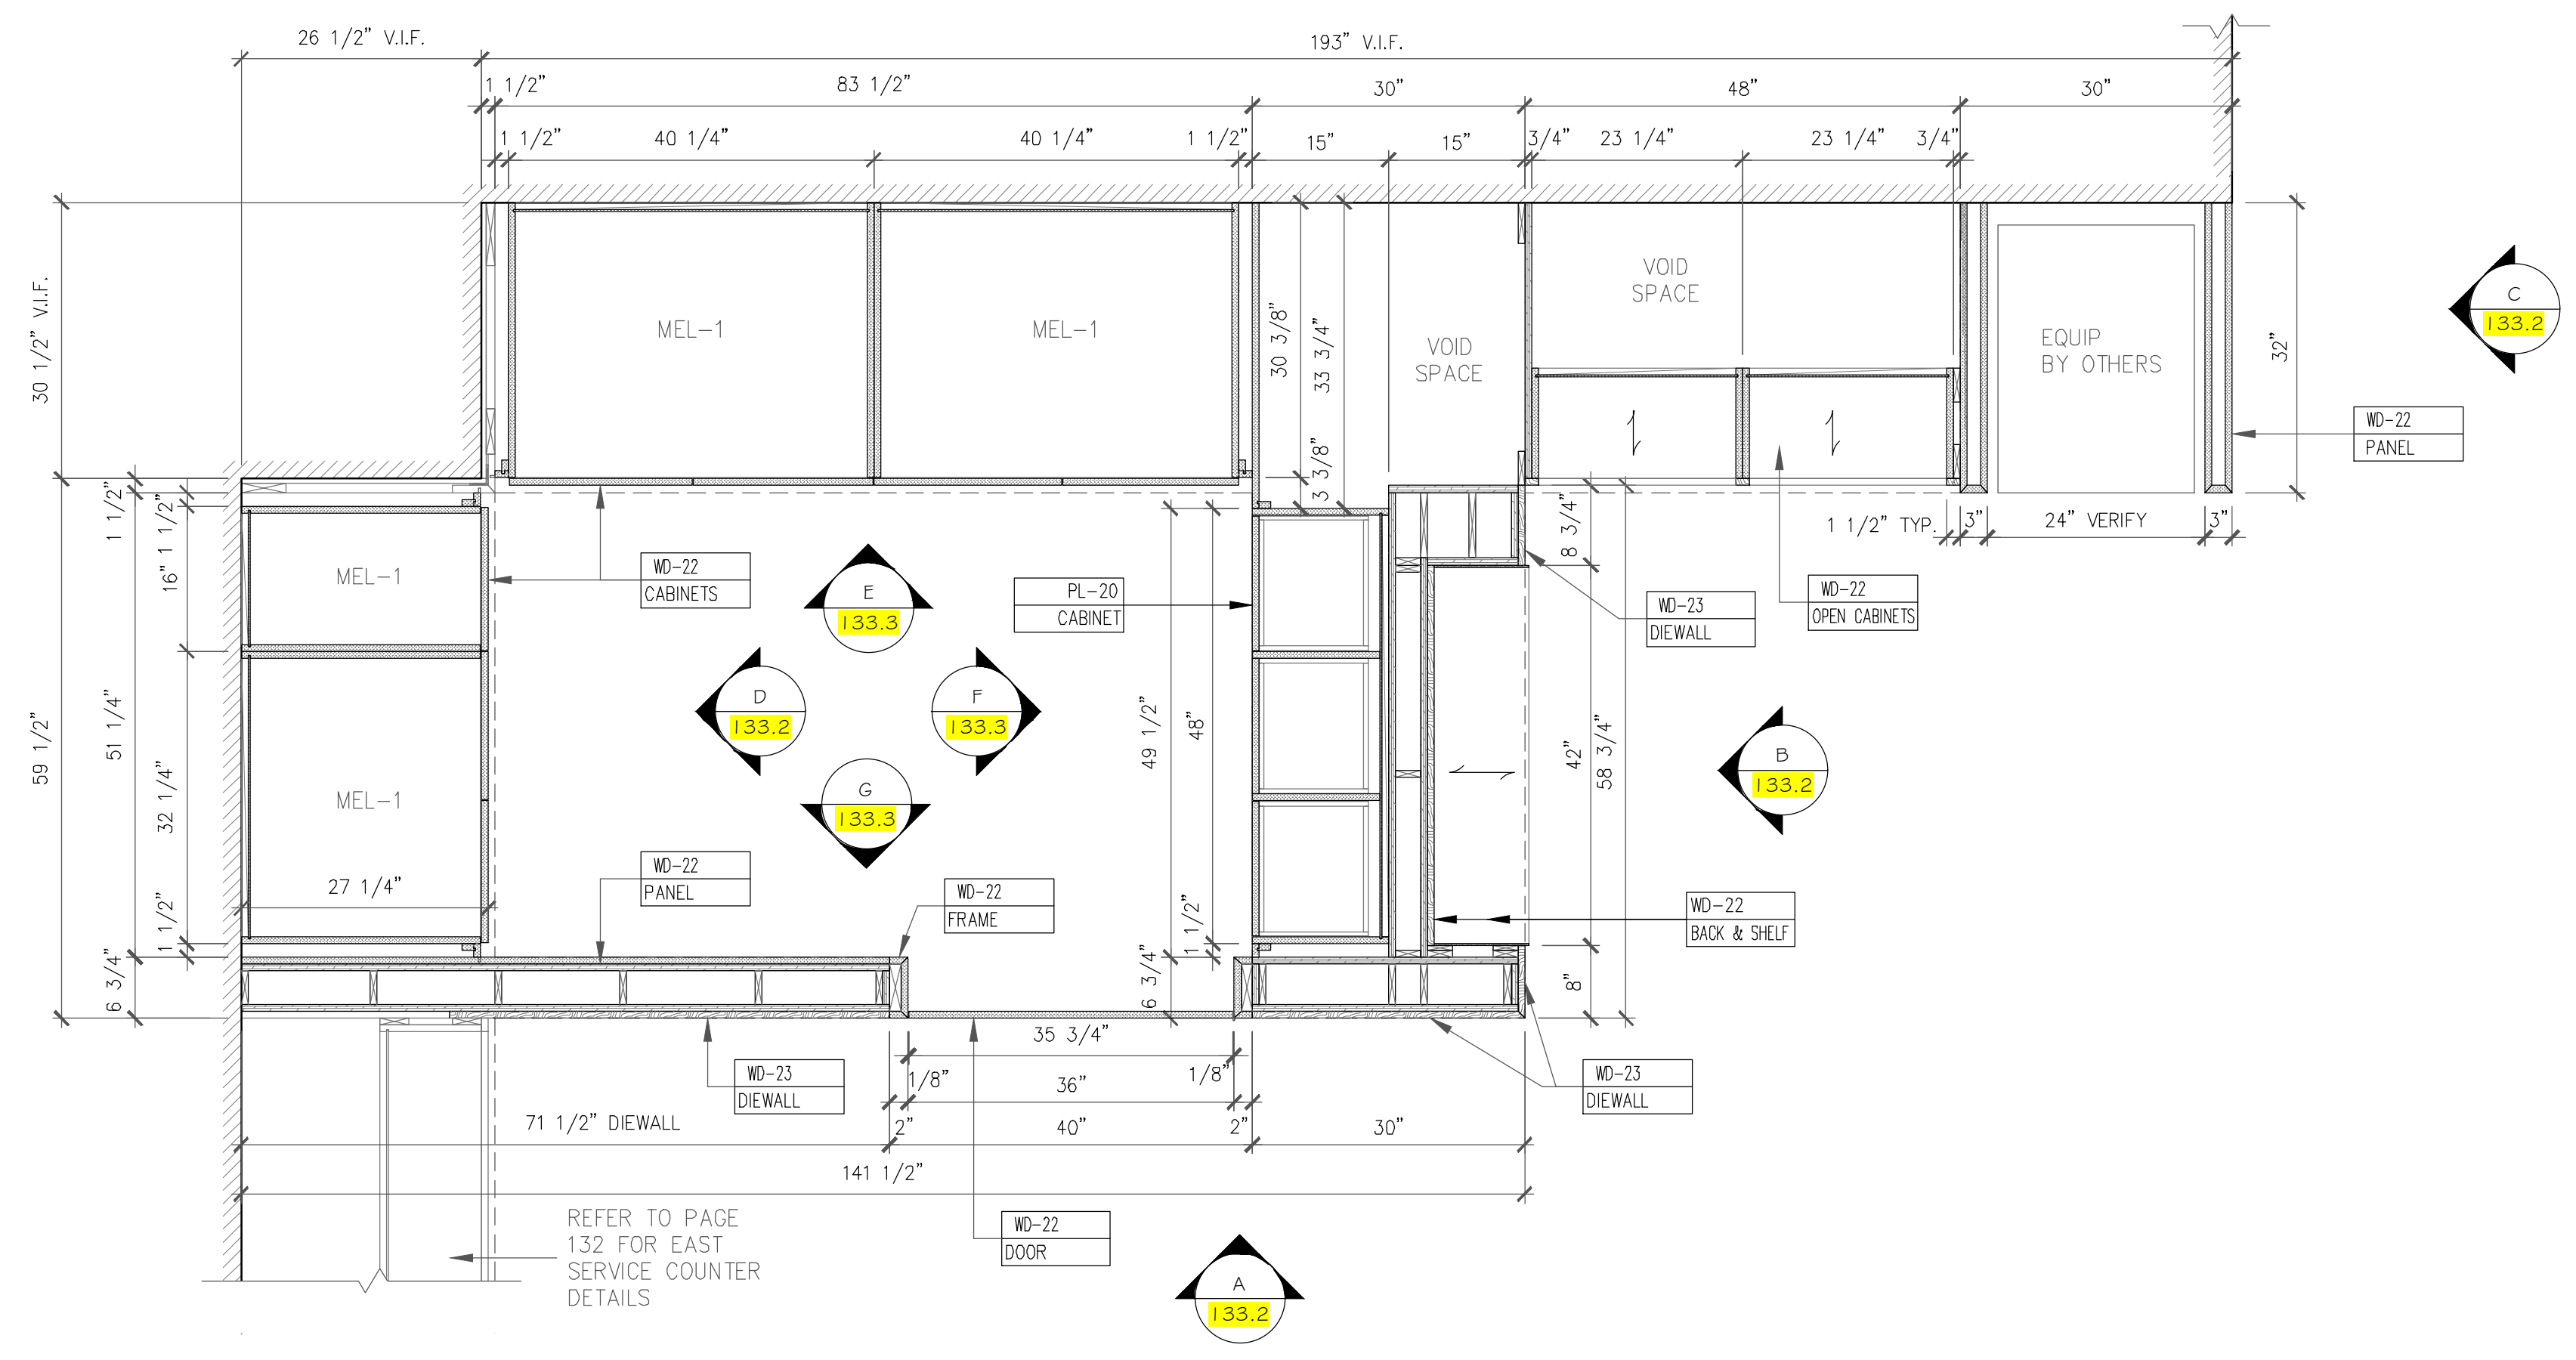 26 1/2" V.I.F.
193" V.I.F.
1 1/2"
83 1/2"
30"
48"
30"
1 1/2"
40 1/4"
40 1/4"
1 1/2"
15"
15"
3/4"
23 1/4"
23 1/4"
3/4"
30 1/2" V.I.F.
MEL-1
MEL-1
30 3/8"
33 3/4"
3 3/8"
VOID
SPACE
VOID
SPACE
EQUIP
BY OTHERS
32"
C
133.2
WD-22
PANEL
1 1/2"
1 1/2"
16"
51 1/4"
59 1/2"
32 1/4"
1 1/2"
6 3/4"
MEL-1
MEL-1
27 1/4"
WD-22
CABINETS
E
133.3
D
133.2
F
133.3
G
133.3
PL-20
CABINET
49 1/2"
48"
1 1/2"
6 3/4"
8 3/4"
42"
58 3/4"
8"
1 1/2" TYP.
3"
24" VERIFY
3"
WD-23
DIEWALL
WD-22
OPEN CABINETS
B
133.2
WD-22
BACK & SHELF
WD-22
PANEL
WD-22
FRAME
35 3/4"
1/8"
36"
1/8"
WD-23
DIEWALL
WD-23
DIEWALL
71 1/2" DIEWALL
2"
40"
2"
30"
141 1/2"
REFER TO PAGE
132 FOR EAST
SERVICE COUNTER
DETAILS
WD-22
DOOR
A
133.2